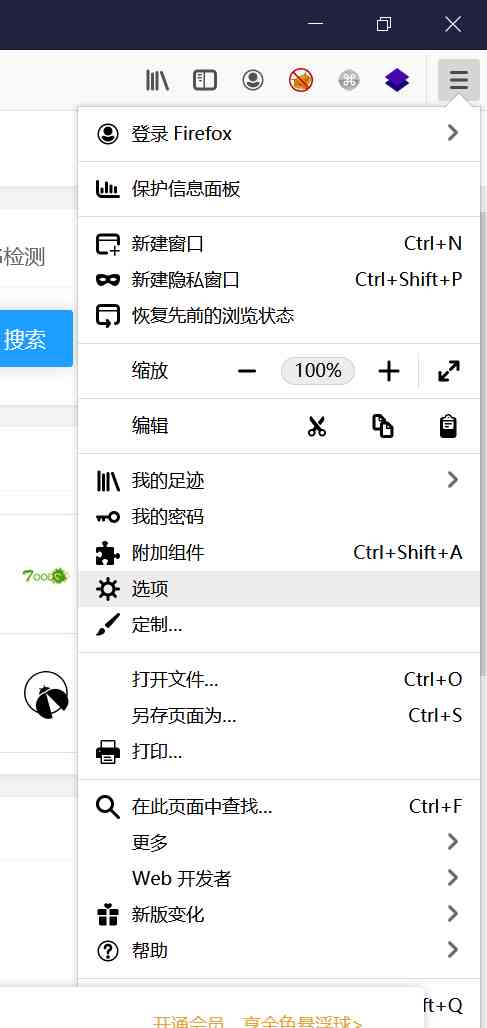 登录 Firefox
保护信息面板
新建窗口 Ctrl+N
检测
新建隐私窗口 Ctrl+Shift+P
恢复先前的浏览状态
搜索
缩放 100%
编辑
我的足迹
我的密码
附加组件 Ctrl+Shift+A
选项
定制...
打开文件... Ctrl+O
另存页面为... Ctrl+S
打印...
在此页面中查找... Ctrl+F
更多
Web 开发者
新版变化
帮助
ft+Q
开通会员，享金色悬浮球>